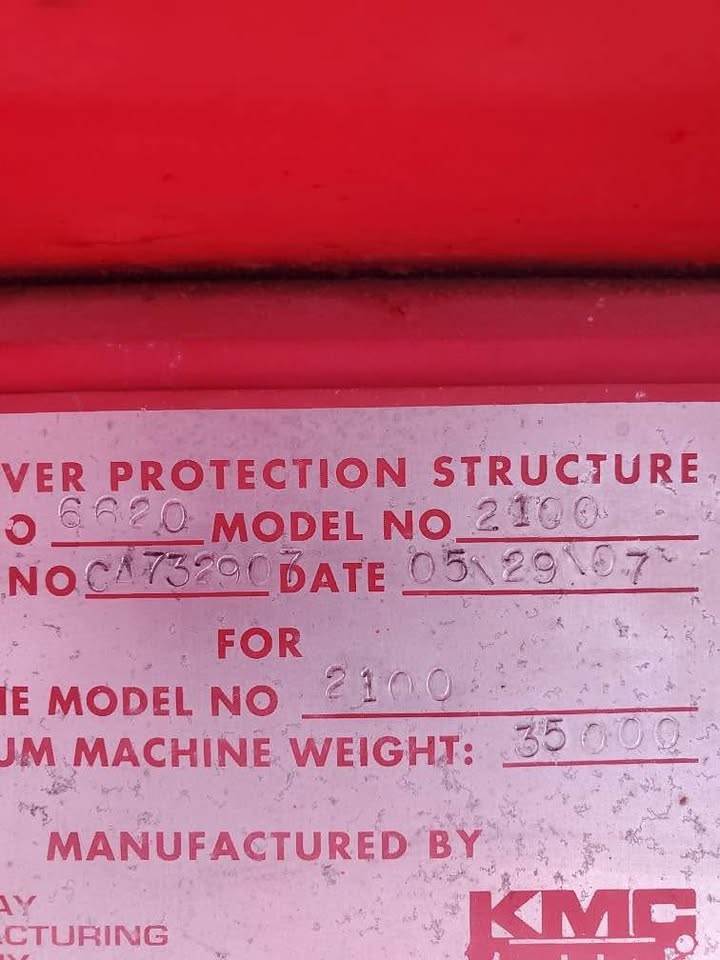 VER PROTECTION STRUCTURE
O 6620 MODEL NO 2100
NO CA732907 DATE 05\29\07
FOR
NE MODEL NO 2100
UM MACHINE WEIGHT: 35000
MANUFACTURED BY
AY
CTURING
KMC